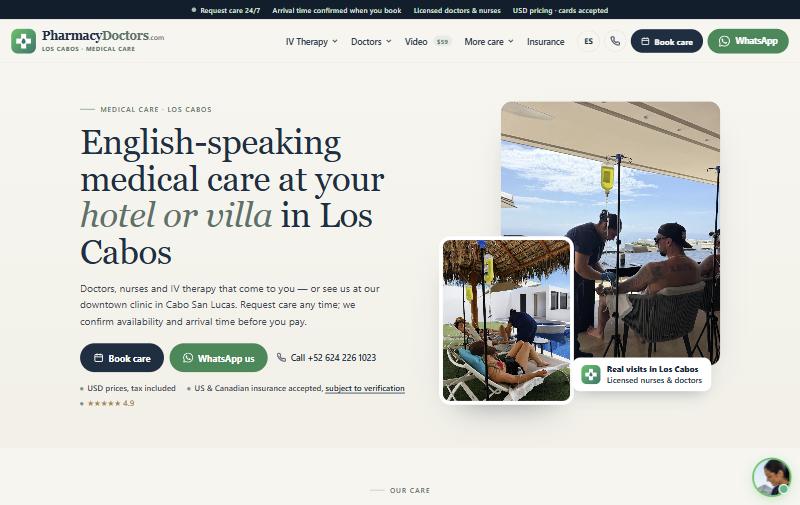 Request care 24/7 Arrival time confirmed when you book Licensed doctors & nurses USD pricing · cards accepted
PharmacyDoctors.com
LOS CABOS · MEDICAL CARE
IV Therapy Doctors Video $59 More care Insurance ES Book care WhatsApp
MEDICAL CARE · LOS CABOS
English-speaking
medical care at your
hotel or villa in Los
Cabos
Doctors, nurses and IV therapy that come to you — or see us at our
downtown clinic in Cabo San Lucas. Request care any time; we
confirm availability and arrival time before you pay.
Book care WhatsApp us Call +52 624 226 1023
USD prices, tax included US & Canadian insurance accepted, subject to verification
★★★★★ 4.9
Real visits in Los Cabos
Licensed nurses & doctors
OUR CARE